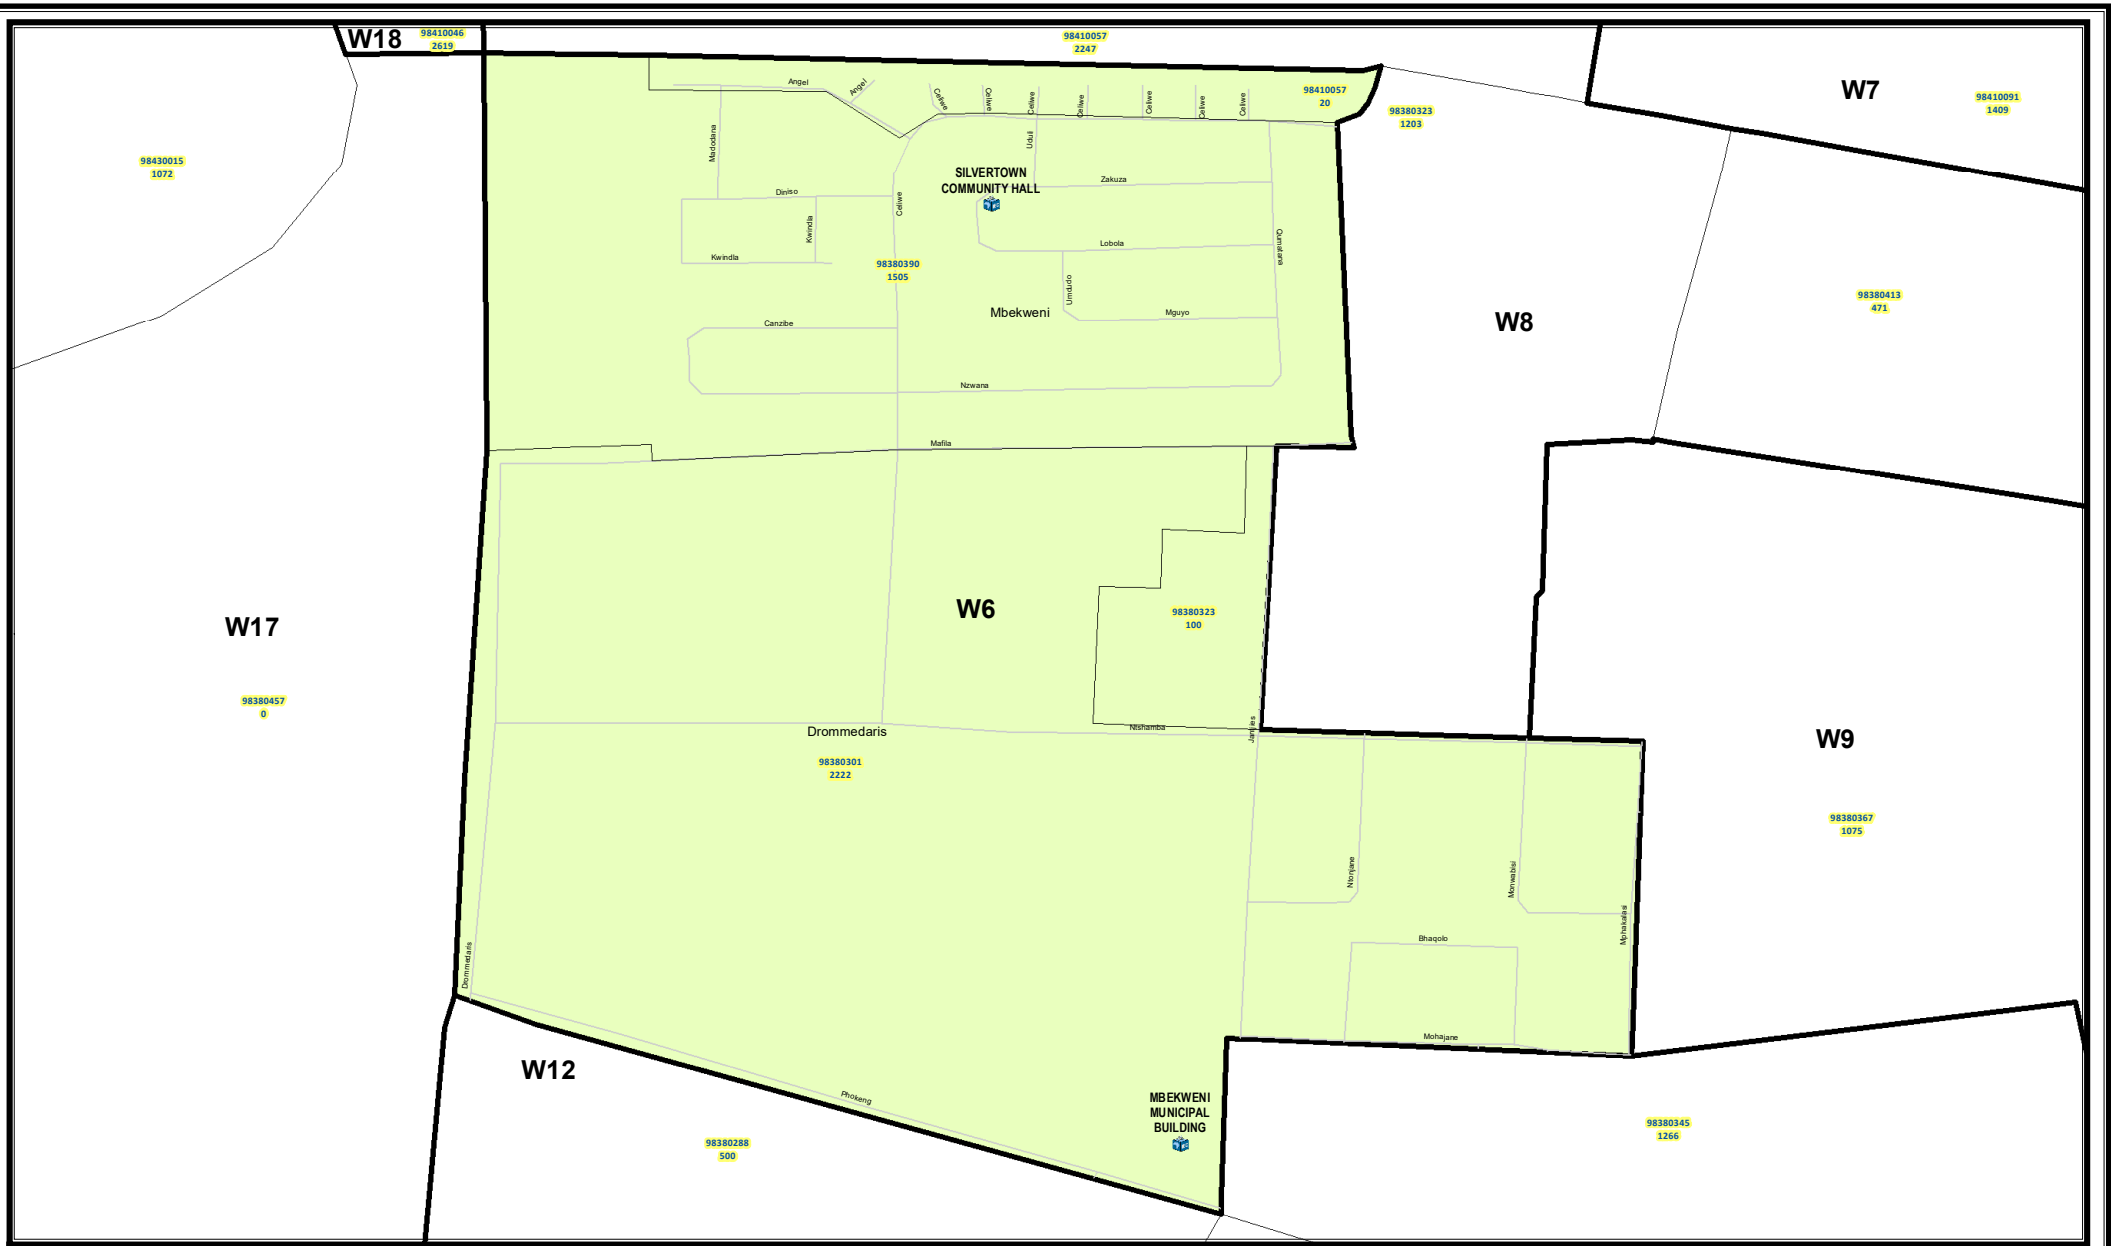 W18
98410046
2619
98410057
2247
W7
98410091
1409
98430015
1072
Angel
Angel
Celiwe
Celiwe
Celiwe
Celiwe
Celiwe
Celiwe
Celiwe
98410057
20
98380323
1203
Madodana
Uduli
SILVERTOWN
COMMUNITY HALL
Zakuza
Diniso
Celiwe
Kwindla
Kwindla
Lobola
Qumatana
98380390
1505
Umdudo
Mbekweni
Mguyo
Canzibe
Nzwana
W8
98380413
471
Mafila
W6
98380323
100
W17
98380457
0
Ntshamba
Jantjies
Drommedaris
98380301
2222
W9
98380367
1075
Ntonjane
Monwabisi
Mphakalasi
Bhaqolo
Drommedaris
Mohajane
W12
Phokeng
MBEKWENI
MUNICIPAL
BUILDING
98380288
500
98380345
1266